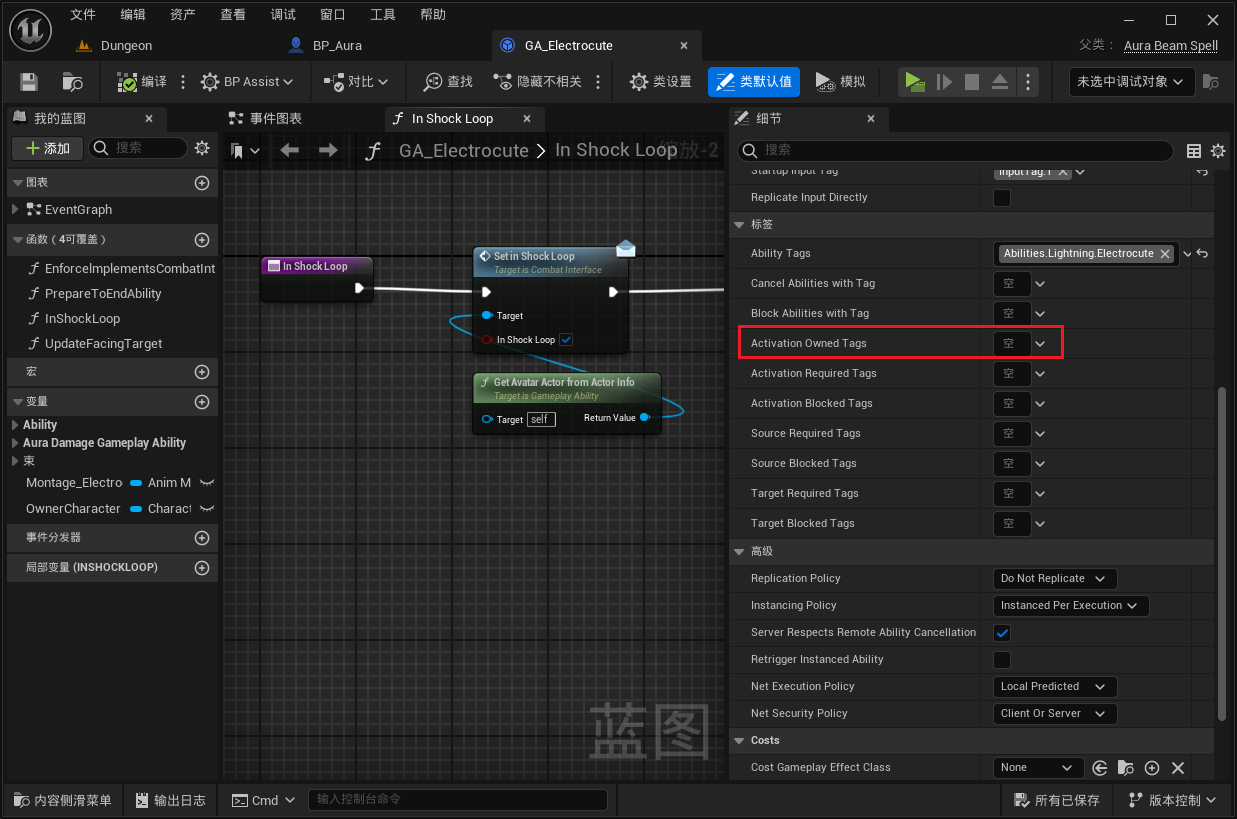 文件 编辑 资产 查看 调试 窗口 工具 帮助
Dungeon BP_Aura GA_Electrocute
父类： Aura Beam Spell
编译 BP Assist 对比 查找 隐藏不相关 类设置 类默认值 模拟 未选中调试对象
我的蓝图 事件图表 In Shock Loop 细节
添加 搜索
GA_Electrocute In Shock Loop 缩放-2
搜索
图表
EventGraph
函数（4可覆盖）
EnforceImplementsCombatInt
PrepareToEndAbility
InShockLoop
UpdateFacingTarget
宏
变量
Ability
Aura Damage Gameplay Ability
束
Montage_Electro Anim M
OwnerCharacter Charact
事件分发器
局部变量 (INSHOCKLOOP)
In Shock Loop
Set in Shock Loop
Target is Combat Interface
Target
In Shock Loop
Get Avatar Actor from Actor Info
Target is Gameplay Ability
Target self Return Value
蓝图
Startup Input Tag InputTag.1
Replicate Input Directly
标签
Ability Tags Abilities.Lightning.Electrocute
Cancel Abilities with Tag 空
Block Abilities with Tag 空
Activation Owned Tags 空
Activation Required Tags 空
Activation Blocked Tags 空
Source Required Tags 空
Source Blocked Tags 空
Target Required Tags 空
Target Blocked Tags 空
高级
Replication Policy Do Not Replicate
Instancing Policy Instanced Per Execution
Server Respects Remote Ability Cancellation
Retrigger Instanced Ability
Net Execution Policy Local Predicted
Net Security Policy Client Or Server
Costs
Cost Gameplay Effect Class None
内容侧滑菜单 输出日志 Cmd 输入控制台命令 所有已保存 版本控制